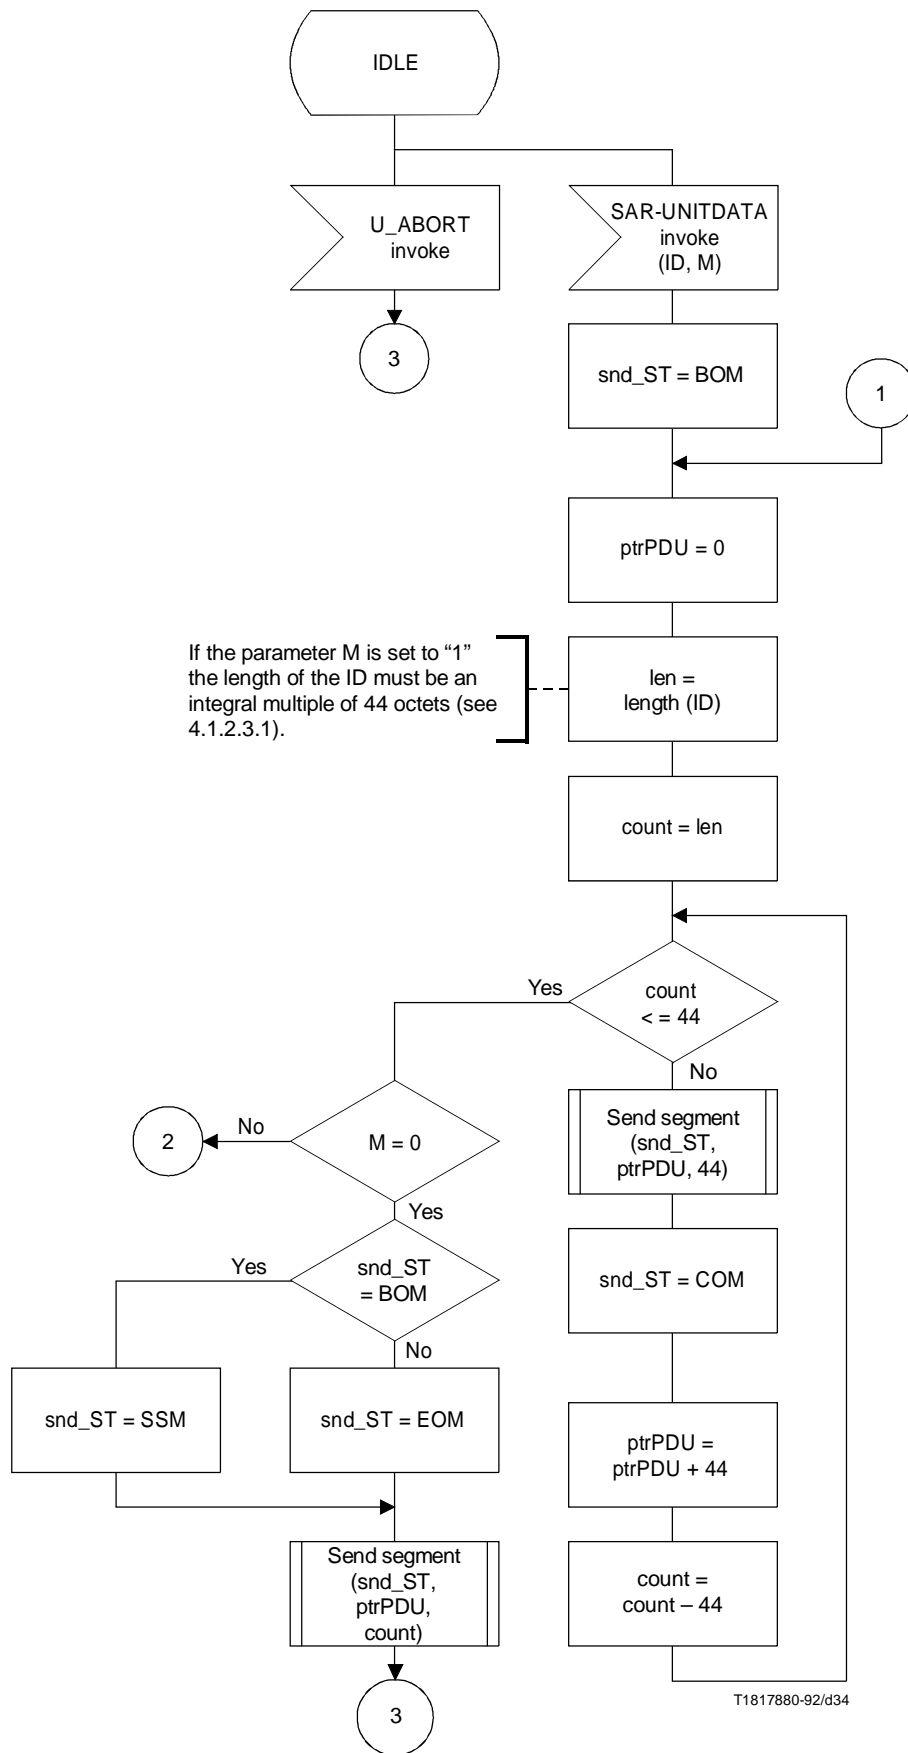 IDLE
U_ABORT
invoke
SAR-UNITDATA
invoke
(ID, M)
3
snd_ST = BOM
1
ptrPDU = 0
If the parameter M is set to “1”
the length of the ID must be an
integral multiple of 44 octets (see
4.1.2.3.1).
len =
length (ID)
count = len
Yes
count
< = 44
No
2
No
M = 0
Send segment
(snd_ST,
ptrPDU, 44)
Yes
Yes
snd_ST
= BOM
snd_ST = COM
No
snd_ST = SSM
snd_ST = EOM
ptrPDU =
ptrPDU + 44
Send segment
(snd_ST,
ptrPDU,
count)
count =
count – 44
3
T1817880-92/d34